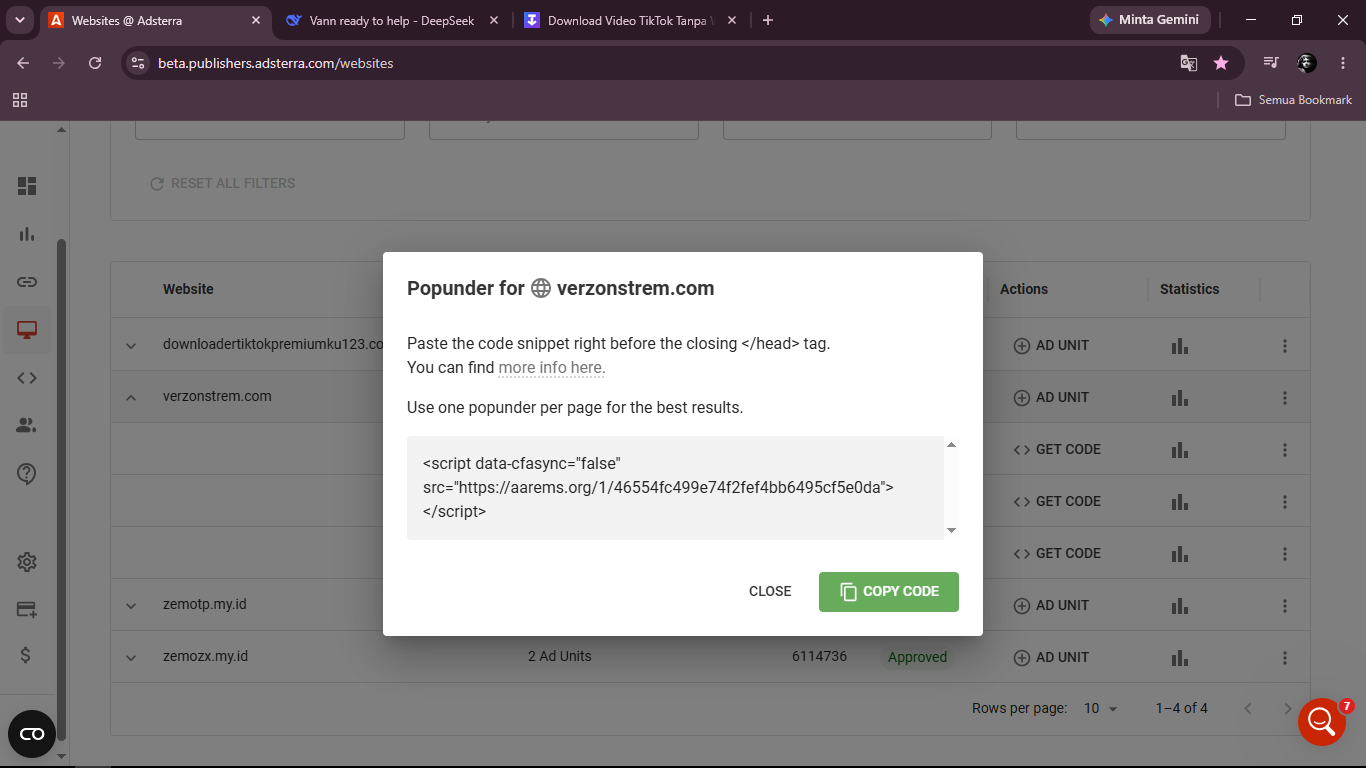 Websites @ Adsterra
Vann ready to help - DeepSeek
Download Video TikTok Tanpa
Minta Gemini
beta.publishers.adsterra.com/websites
Semua Bookmark
RESET ALL FILTERS
Website
Actions
Statistics
downloadertiktokpremiumku123.co
AD UNIT
verzonstrem.com
AD UNIT
GET CODE
GET CODE
GET CODE
zemotp.my.id
AD UNIT
zemozx.my.id
2 Ad Units
6114736
Approved
AD UNIT
Rows per page:
10
1–4 of 4
7
Popunder for verzonstrem.com
Paste the code snippet right before the closing </head> tag.
You can find more info here.
Use one popunder per page for the best results.
<script data-cfasync="false"
src="https://aarems.org/1/46554fc499e74f2fef4bb6495cf5e0da">
</script>
CLOSE
COPY CODE